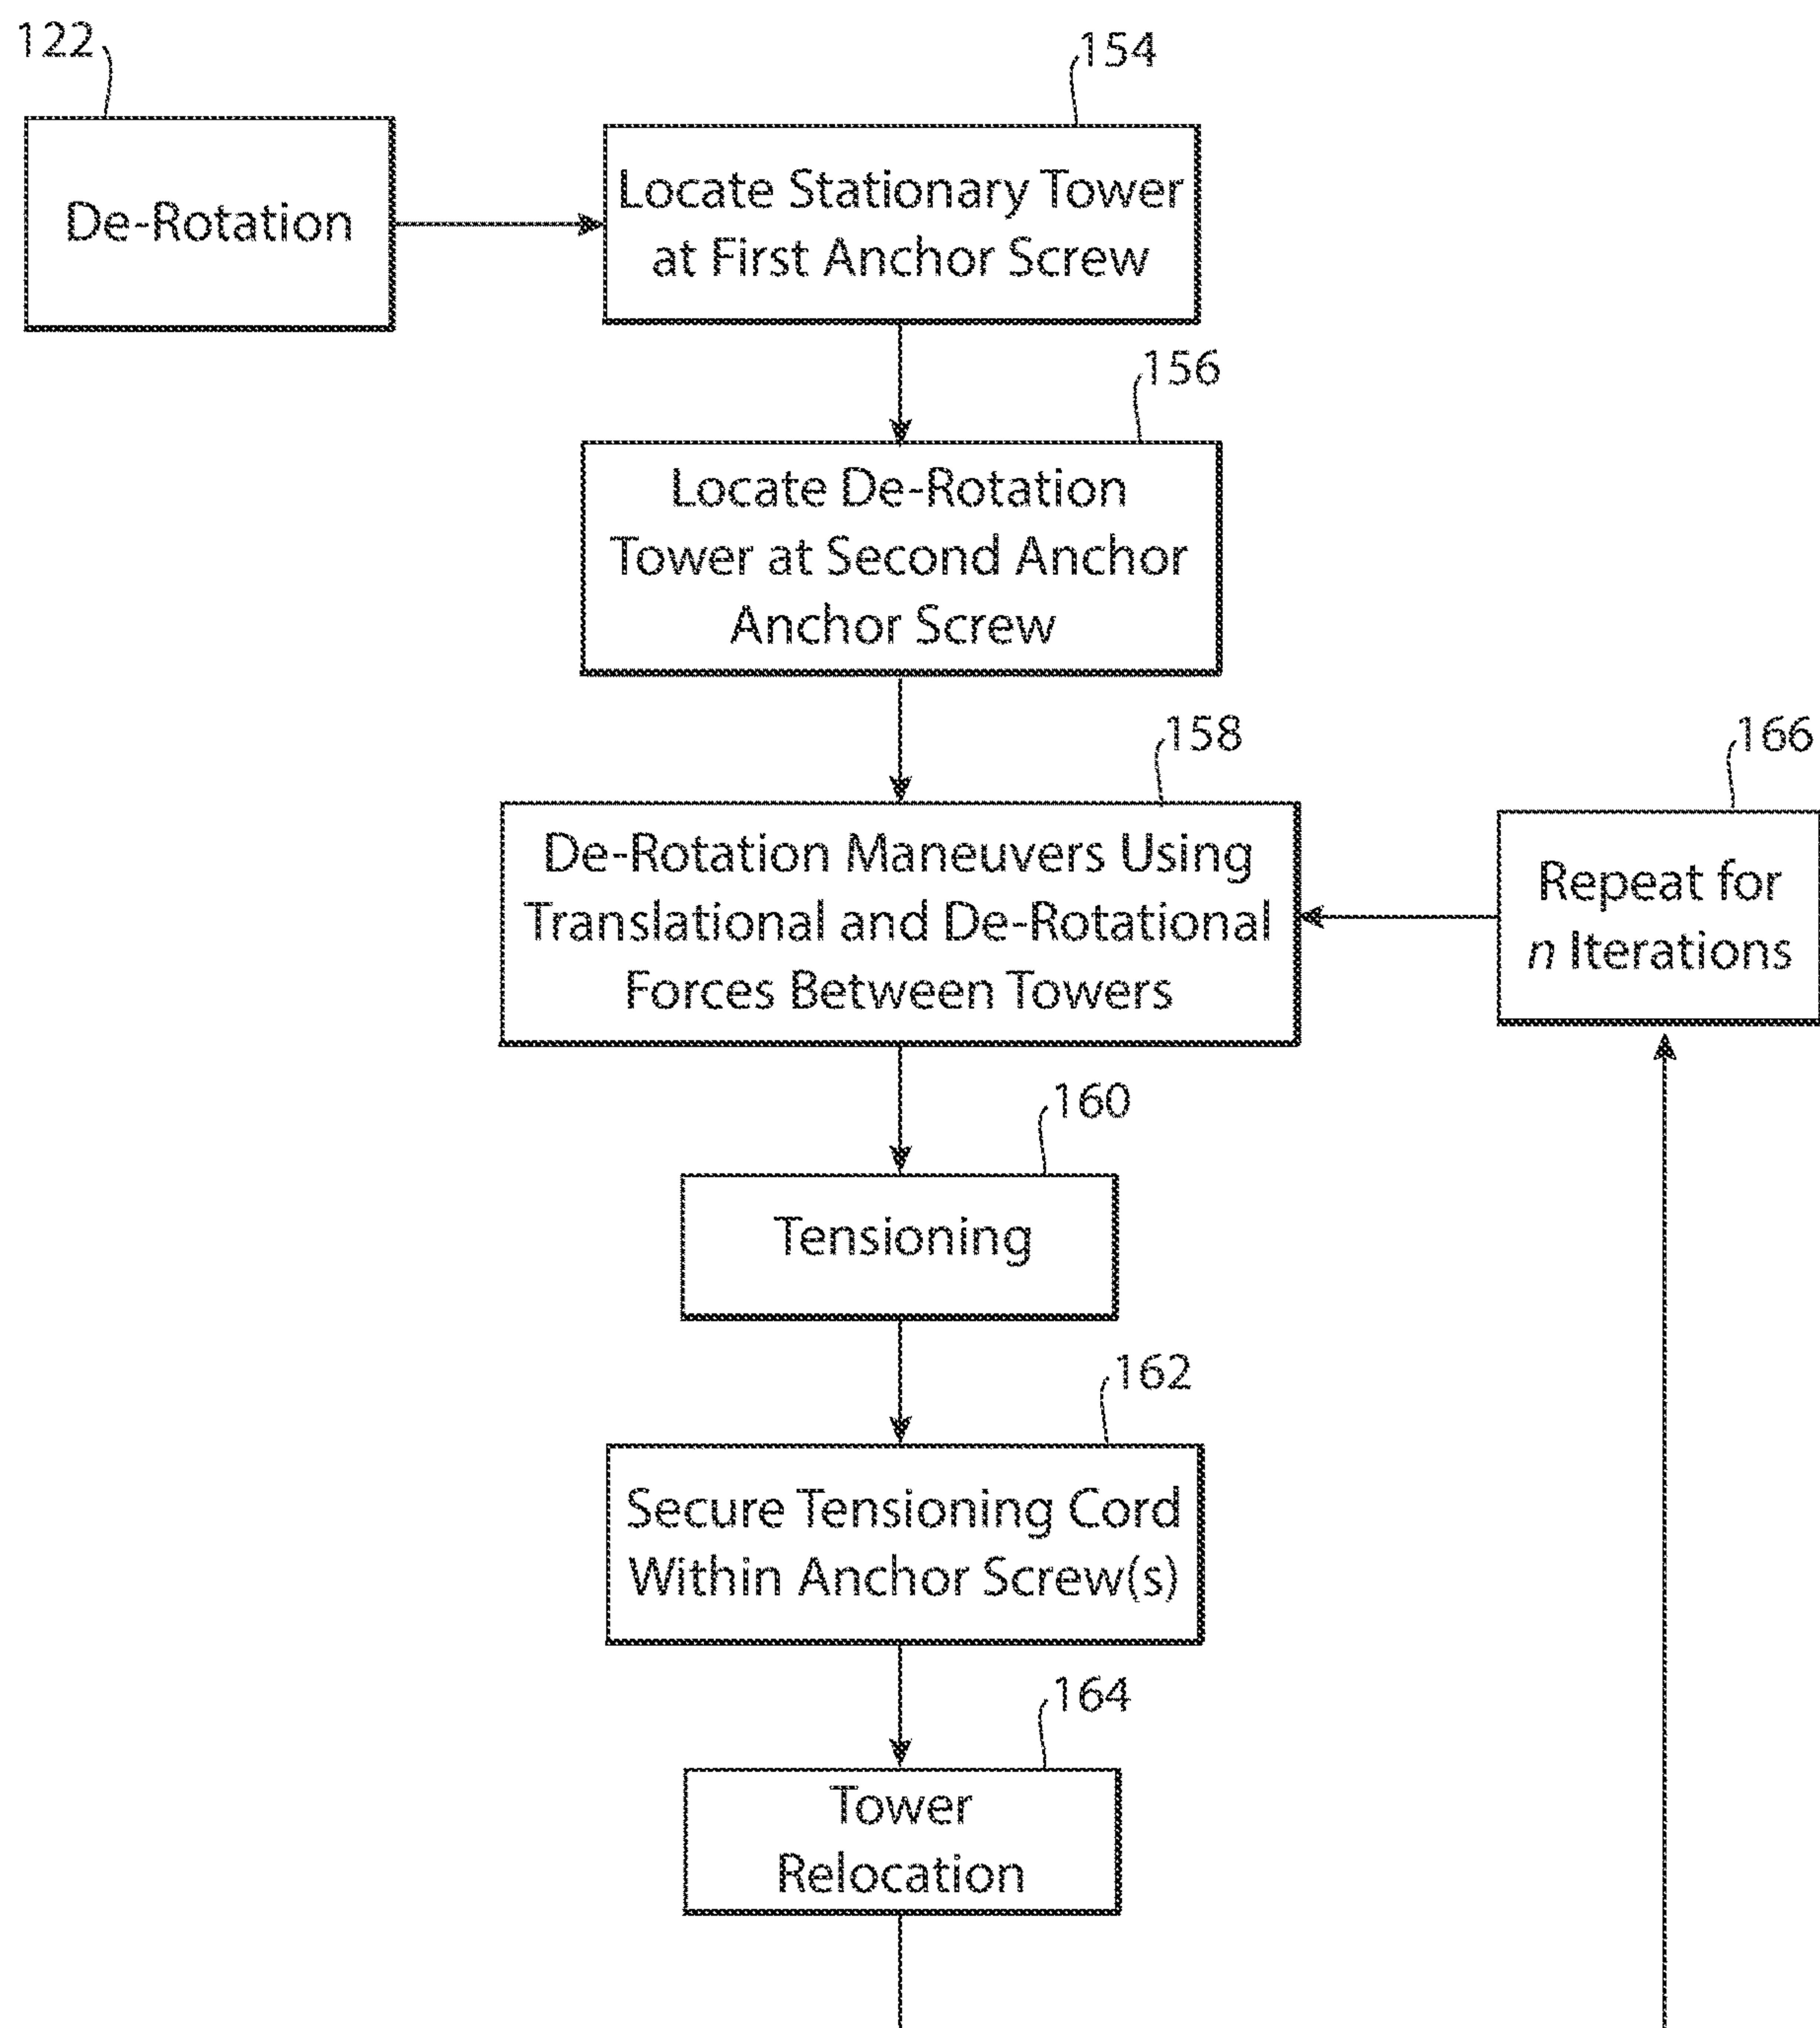 122
De-Rotation
154
Locate Stationary Tower
at First Anchor Screw
156
Locate De-Rotation
Tower at Second Anchor
Anchor Screw
158
De-Rotation Maneuvers Using
Translational and De-Rotational
Forces Between Towers
166
Repeat for
n Iterations
160
Tensioning
162
Secure Tensioning Cord
Within Anchor Screw(s)
164
Tower
Relocation